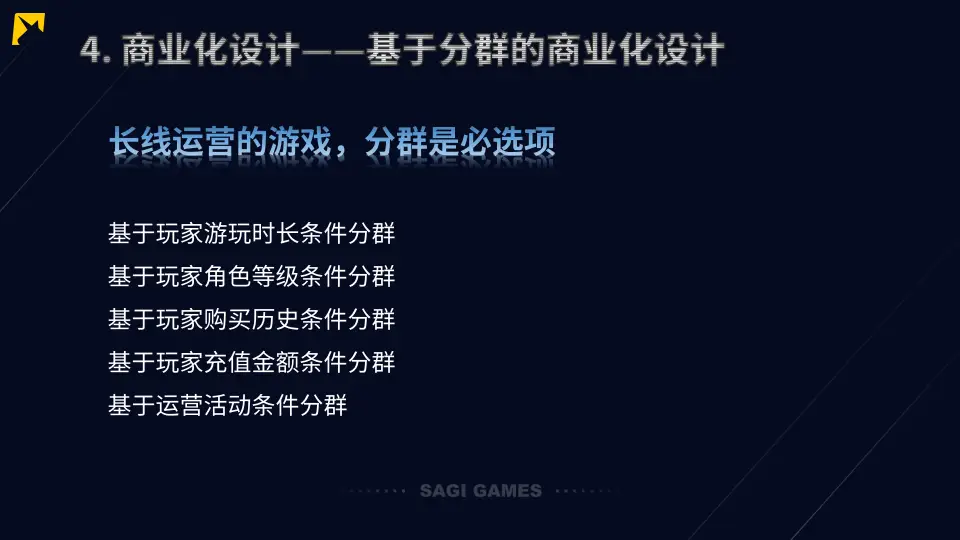 4. 商业化设计——基于分群的商业化设计
长线运营的游戏，分群是必选项
基于玩家游玩时长条件分群
基于玩家角色等级条件分群
基于玩家购买历史条件分群
基于玩家充值金额条件分群
基于运营活动条件分群
SAGI GAMES